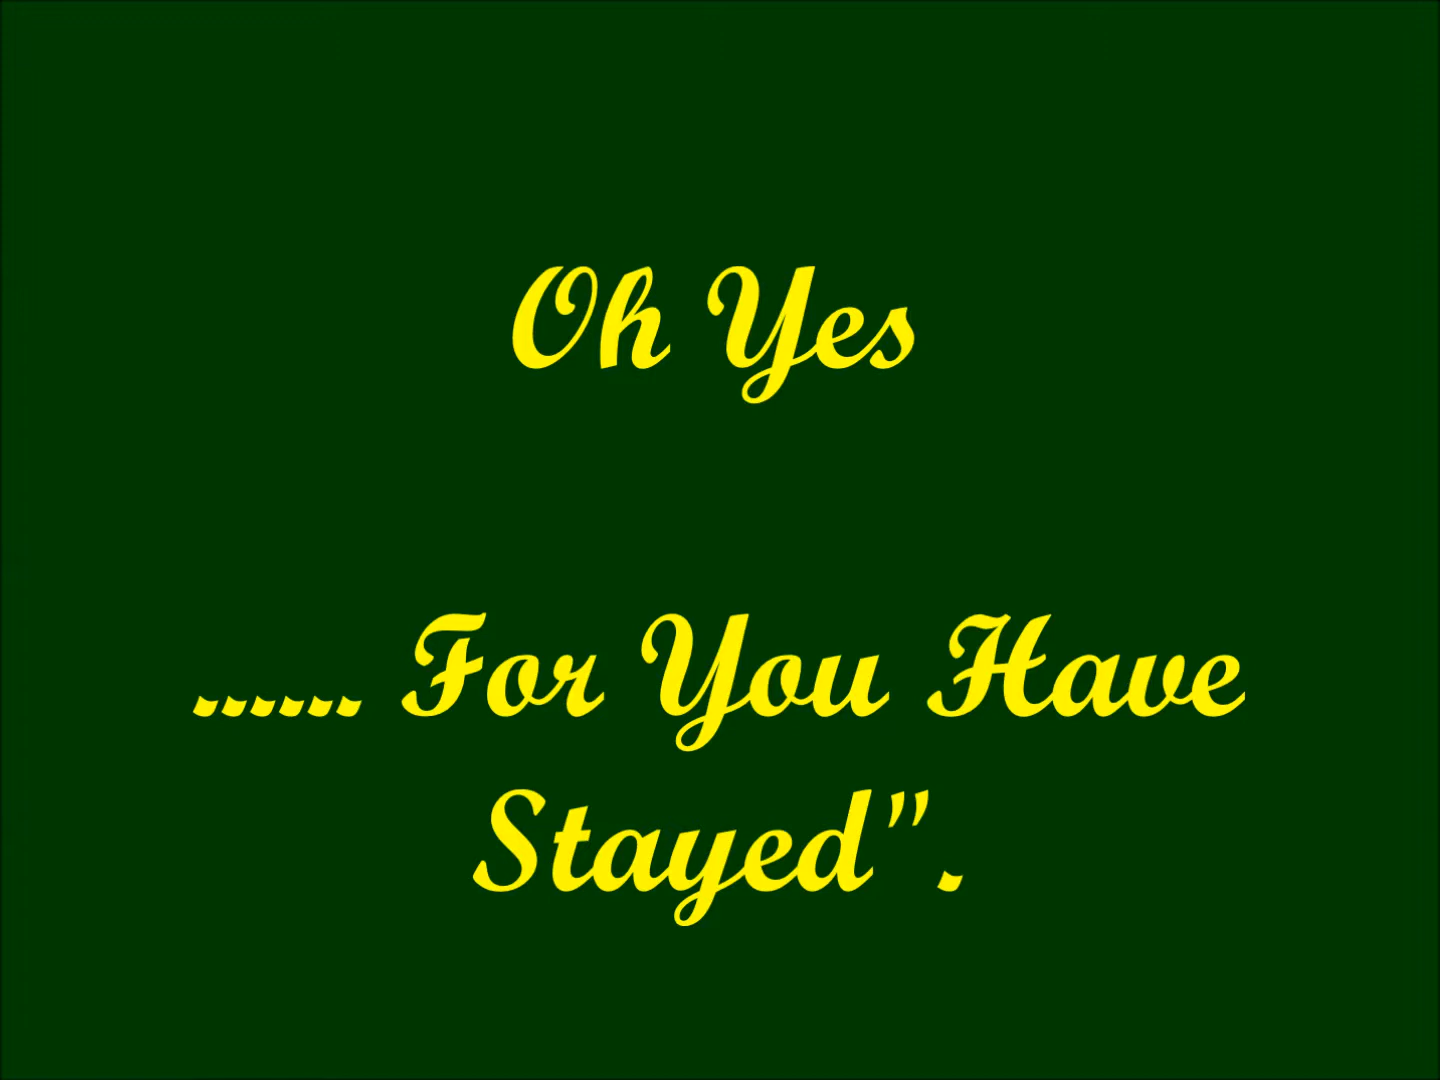 Oh Yes
...... For You Have
Stayed".